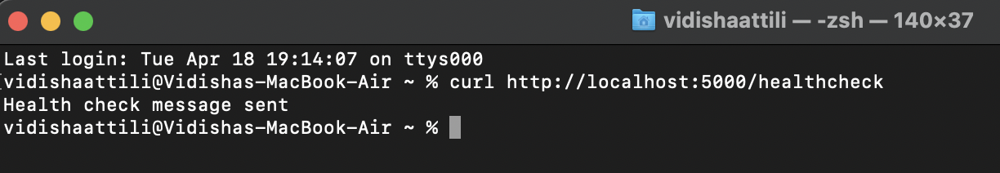 vidishaattili — -zsh — 140×37
Last login: Tue Apr 18 19:14:07 on ttys000
vidishaattili@Vidishas-MacBook-Air ~ % curl http://localhost:5000/healthcheck
Health check message sent
vidishaattili@Vidishas-MacBook-Air ~ %